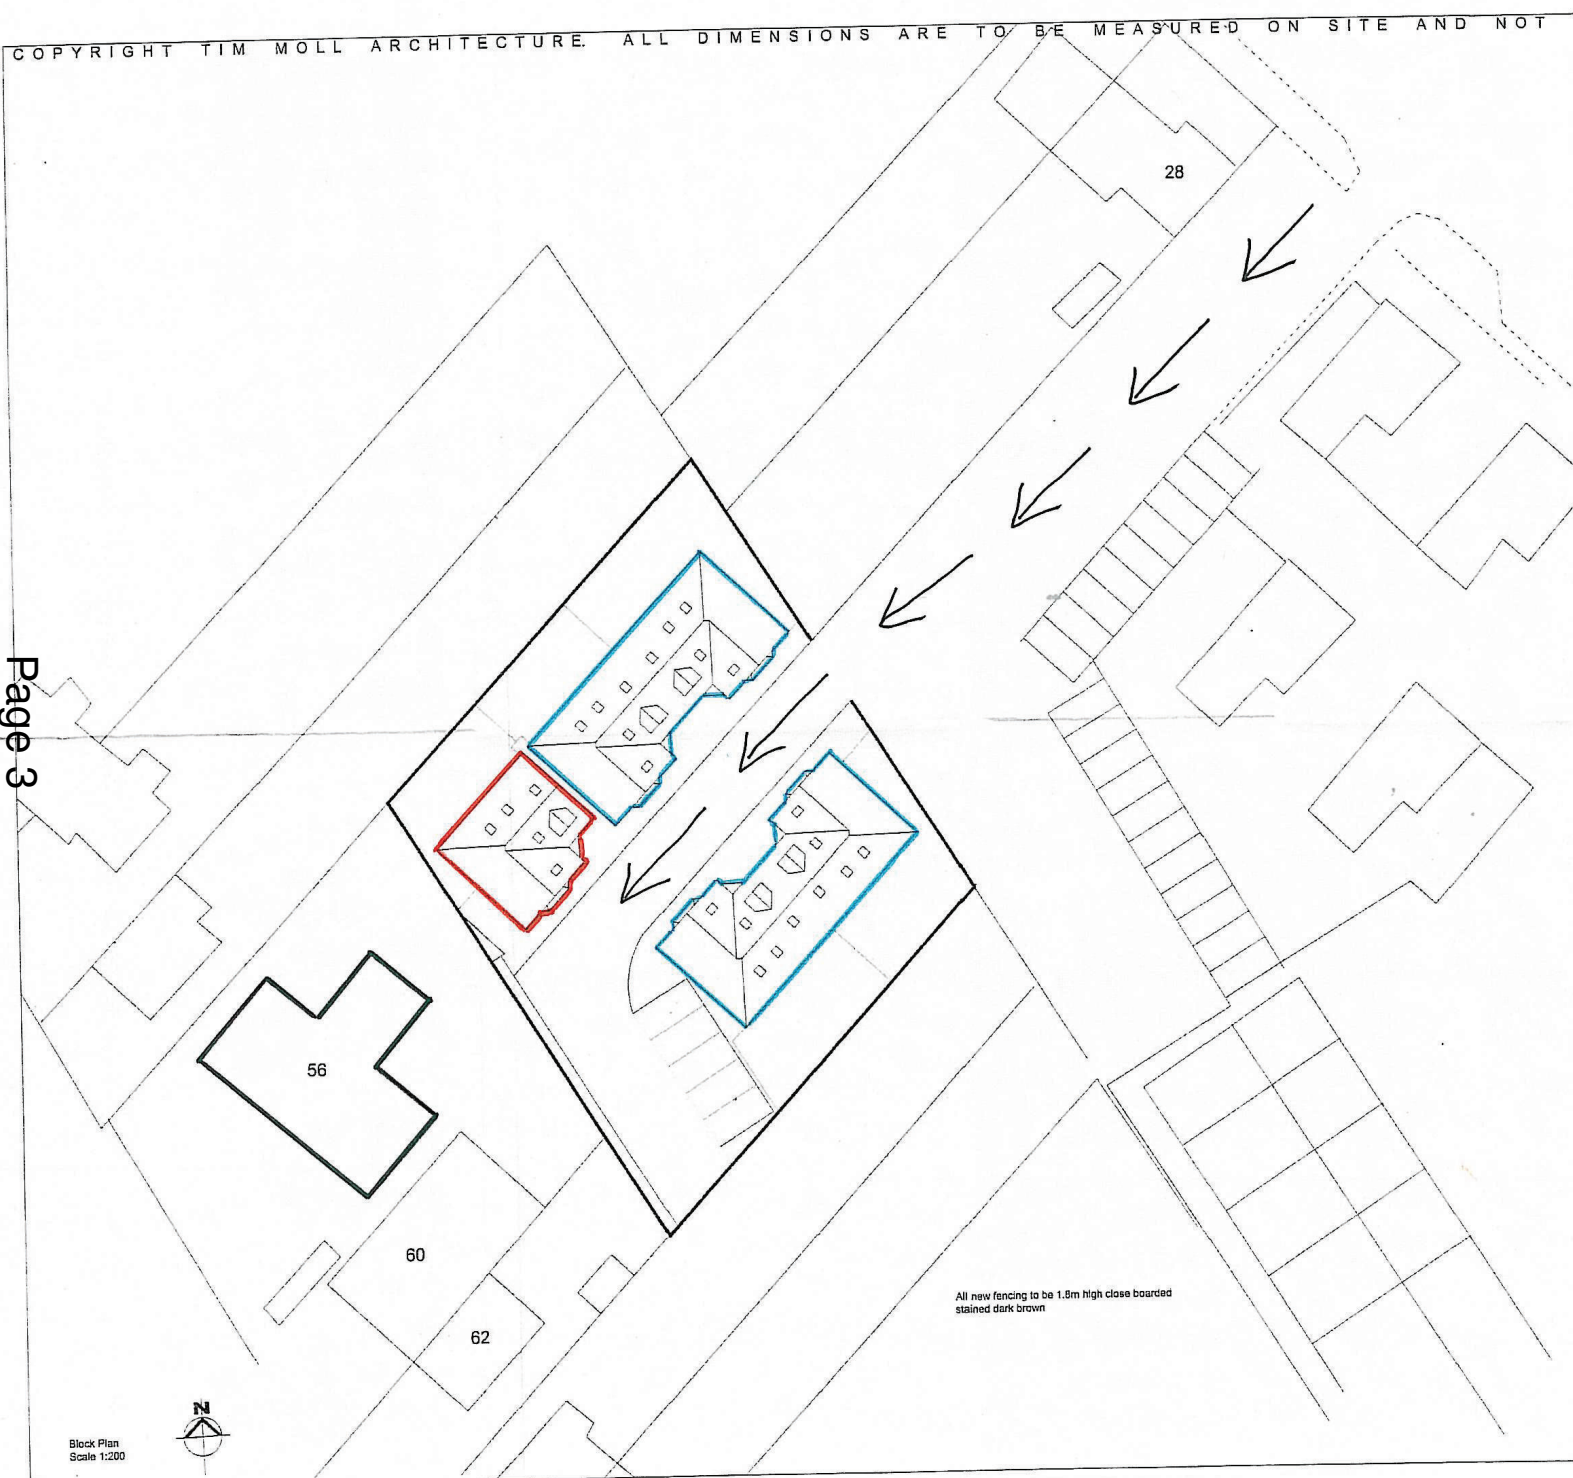 COPYRIGHT TIM MOLL ARCHITECTURE. ALL DIMENSIONS ARE TO BE MEASURED ON SITE AND NOT
28
Page 3
56
60
62
All new fencing to be 1.8m high close boarded
stained dark brown
N
Block Plan
Scale 1:200